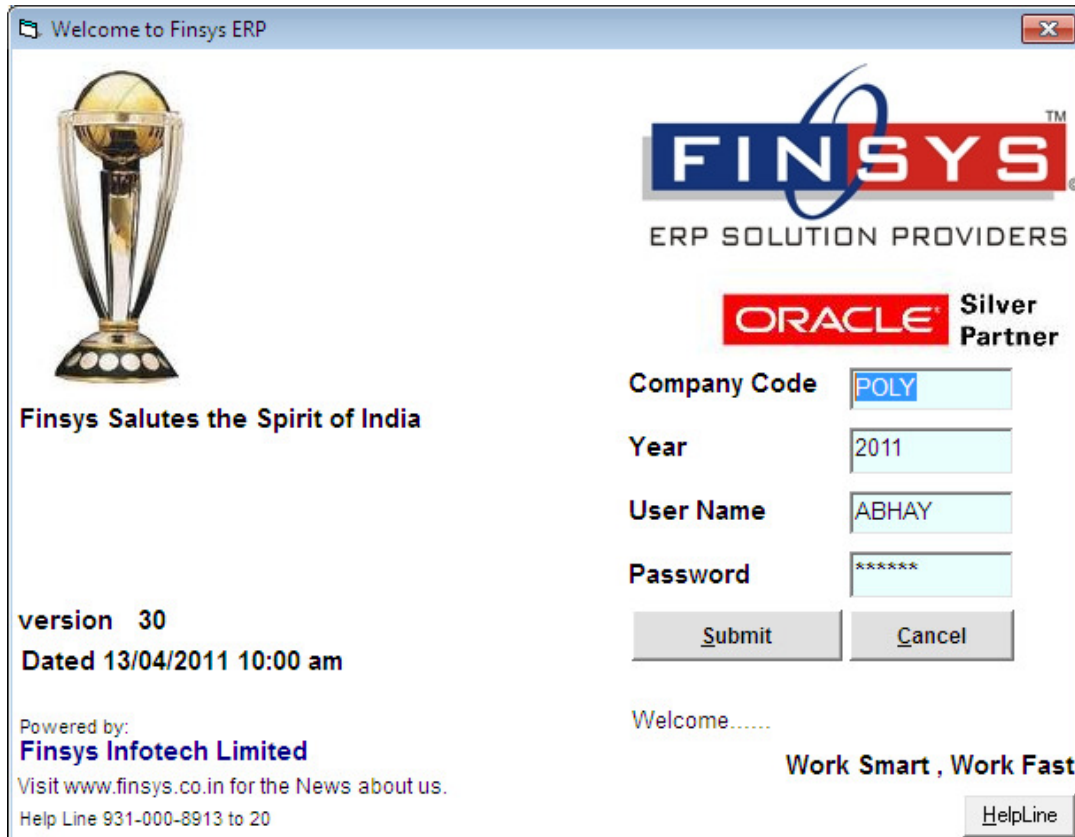 Welcome to Finsys ERP
FINSYS TM
ERP SOLUTION PROVIDERS
ORACLE® Silver Partner
Finsys Salutes the Spirit of India
Company Code POLY
Year 2011
User Name ABHAY
Password ******
Submit Cancel
version 30
Dated 13/04/2011 10:00 am
Welcome......
Powered by:
Finsys Infotech Limited
Work Smart , Work Fast
Visit www.finsys.co.in for the News about us.
Help Line 931-000-8913 to 20
HelpLine